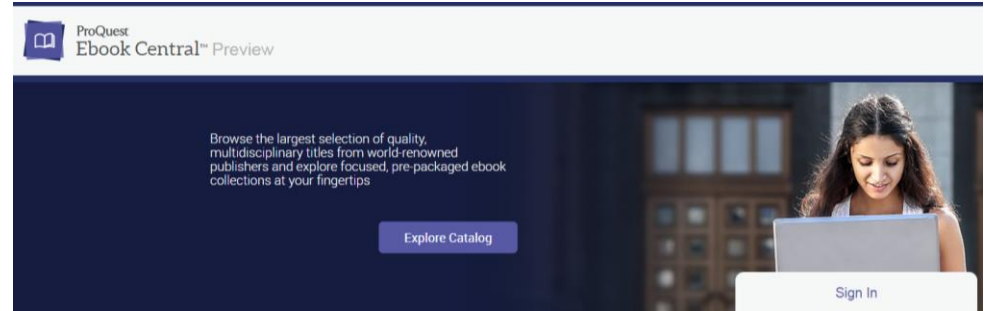 ProQuest
Ebook Central™ Preview
Browse the largest selection of quality,
multidisciplinary titles from world-renowned
publishers and explore focused, pre-packaged ebook
collections at your fingertips
Explore Catalog
Sign In